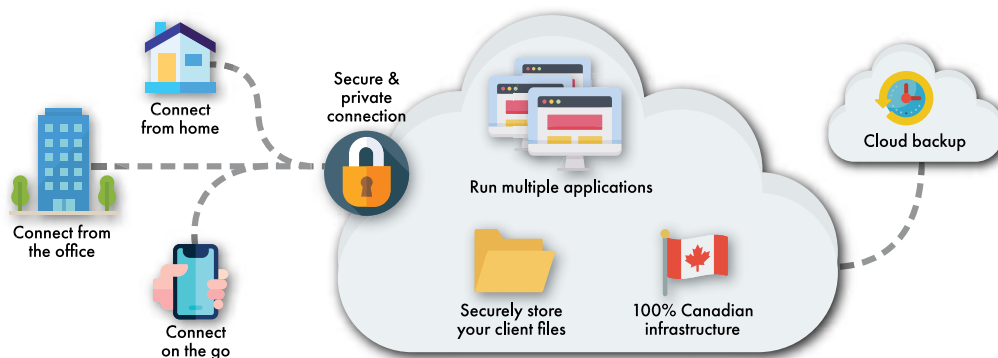 Connect
from home
Connect from
the office
Connect
on the go
Secure &
private
connection
Run multiple applications
Securely store
your client files
100% Canadian
infrastructure
Cloud backup